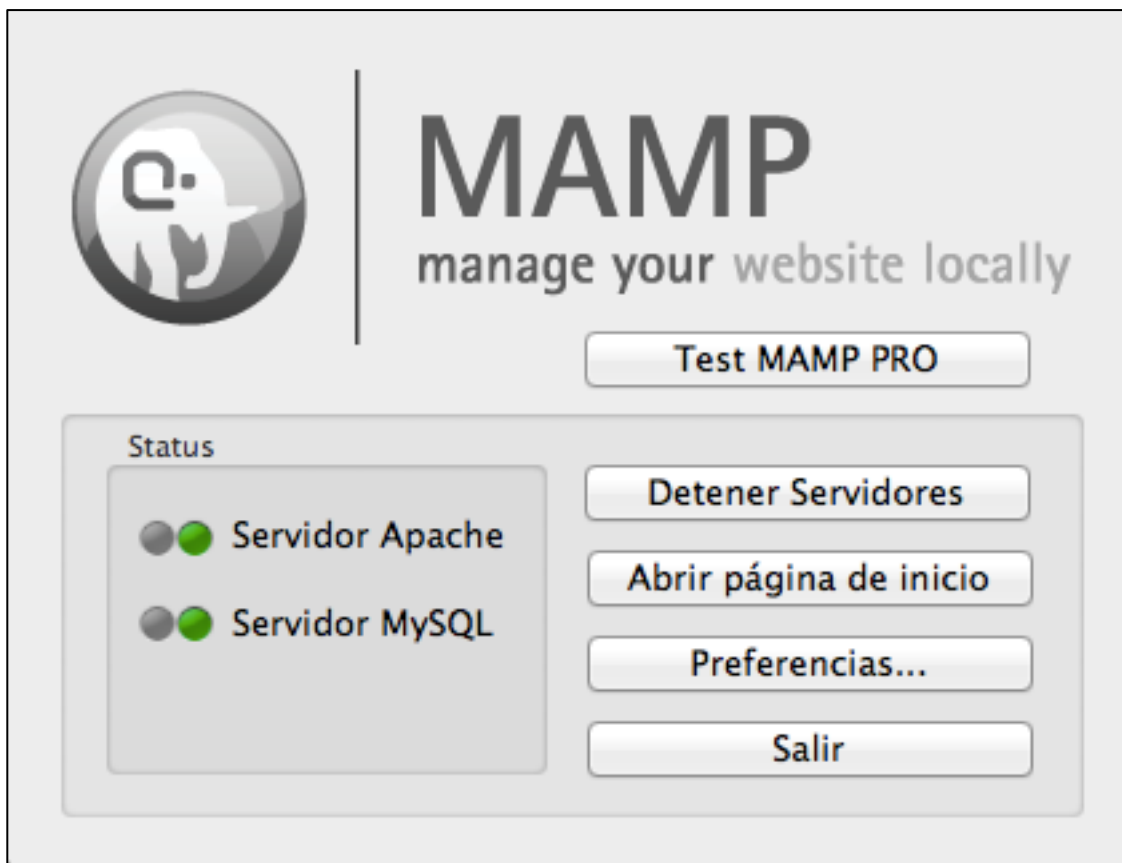 MAMP
manage your website locally
Test MAMP PRO
Status
Servidor Apache
Servidor MySQL
Detener Servidores
Abrir página de inicio
Preferencias...
Salir